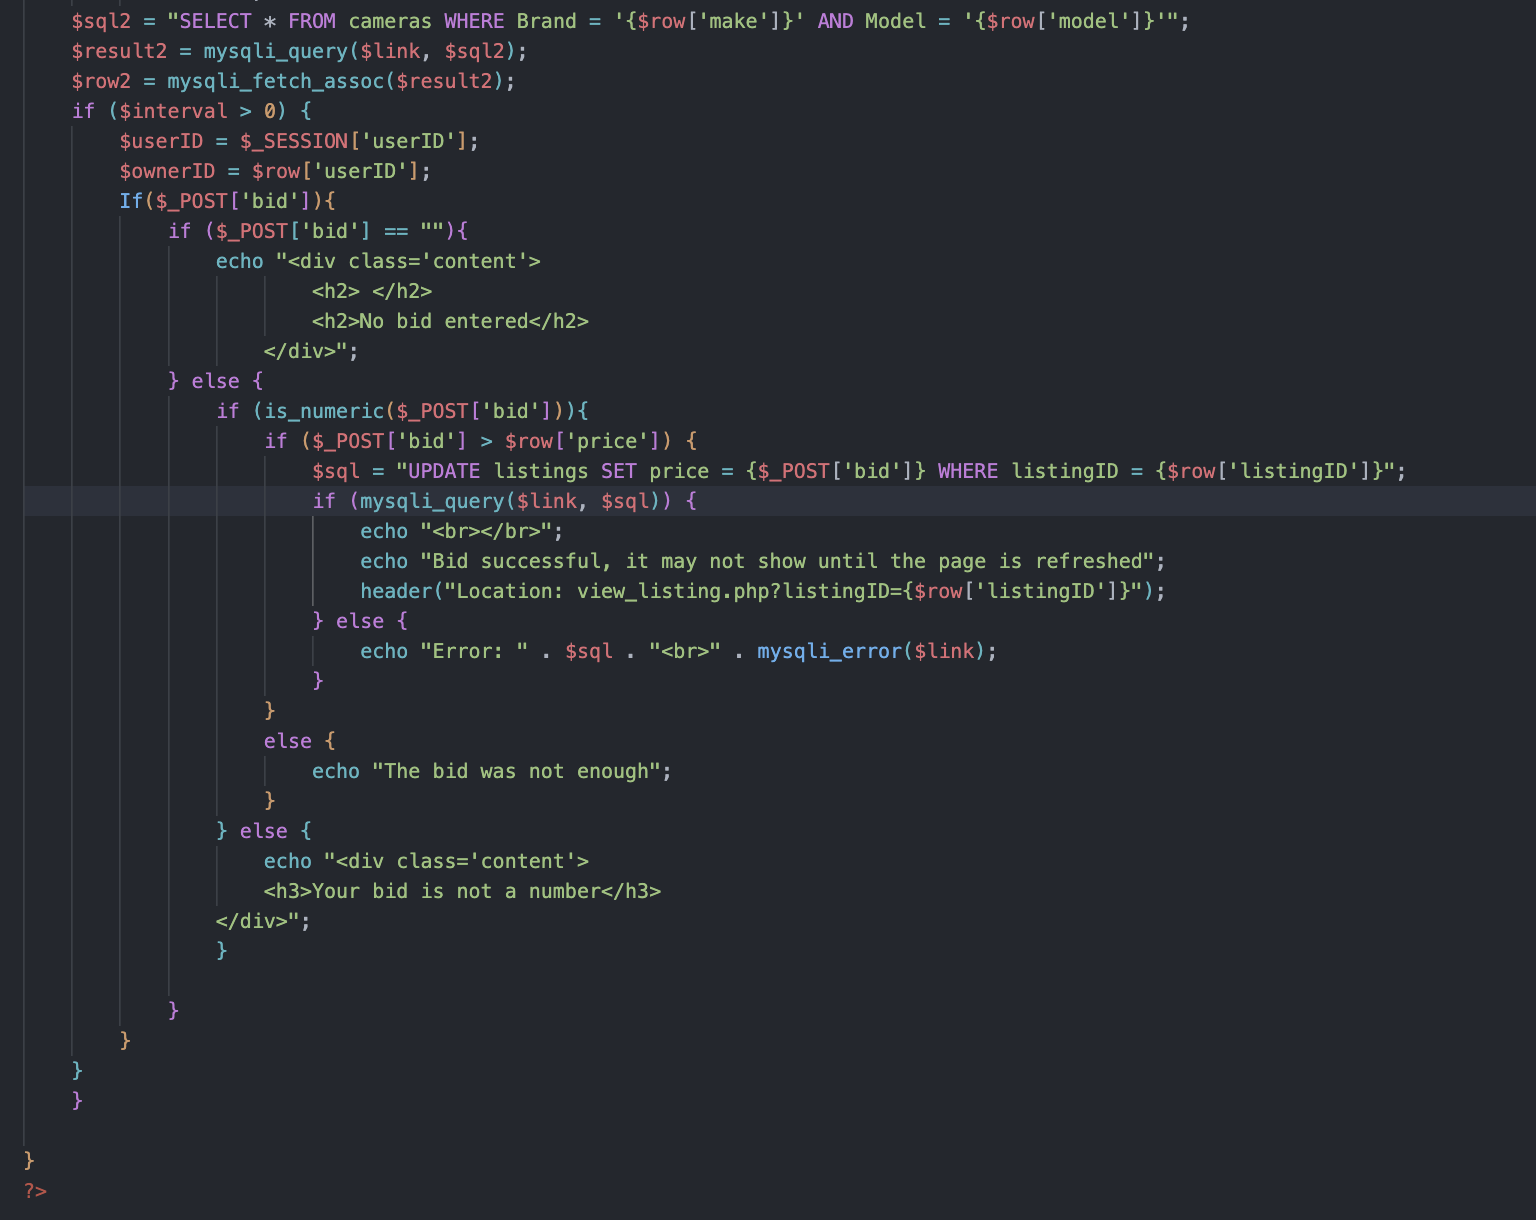 $sql2 = "SELECT * FROM cameras WHERE Brand = '{$row['make']}' AND Model = '{$row['model']}'";
$result2 = mysqli_query($link, $sql2);
$row2 = mysqli_fetch_assoc($result2);
if ($interval > 0) {
$userID = $_SESSION['userID'];
$ownerID = $row['userID'];
If($_POST['bid']){
if ($_POST['bid'] == ""){
echo "<div class='content'>
<h2> </h2>
<h2>No bid entered</h2>
</div>";
} else {
if (is_numeric($_POST['bid'])){
if ($_POST['bid'] > $row['price']) {
$sql = "UPDATE listings SET price = {$_POST['bid']} WHERE listingID = {$row['listingID']}";
if (mysqli_query($link, $sql)) {
echo "<br></br>";
echo "Bid successful, it may not show until the page is refreshed";
header("Location: view_listing.php?listingID={$row['listingID']}");
} else {
echo "Error: " . $sql . "<br>" . mysqli_error($link);
}
}
else {
echo "The bid was not enough";
}
} else {
echo "<div class='content'>
<h3>Your bid is not a number</h3>
</div>";
}
}
}
}
}
}
?>